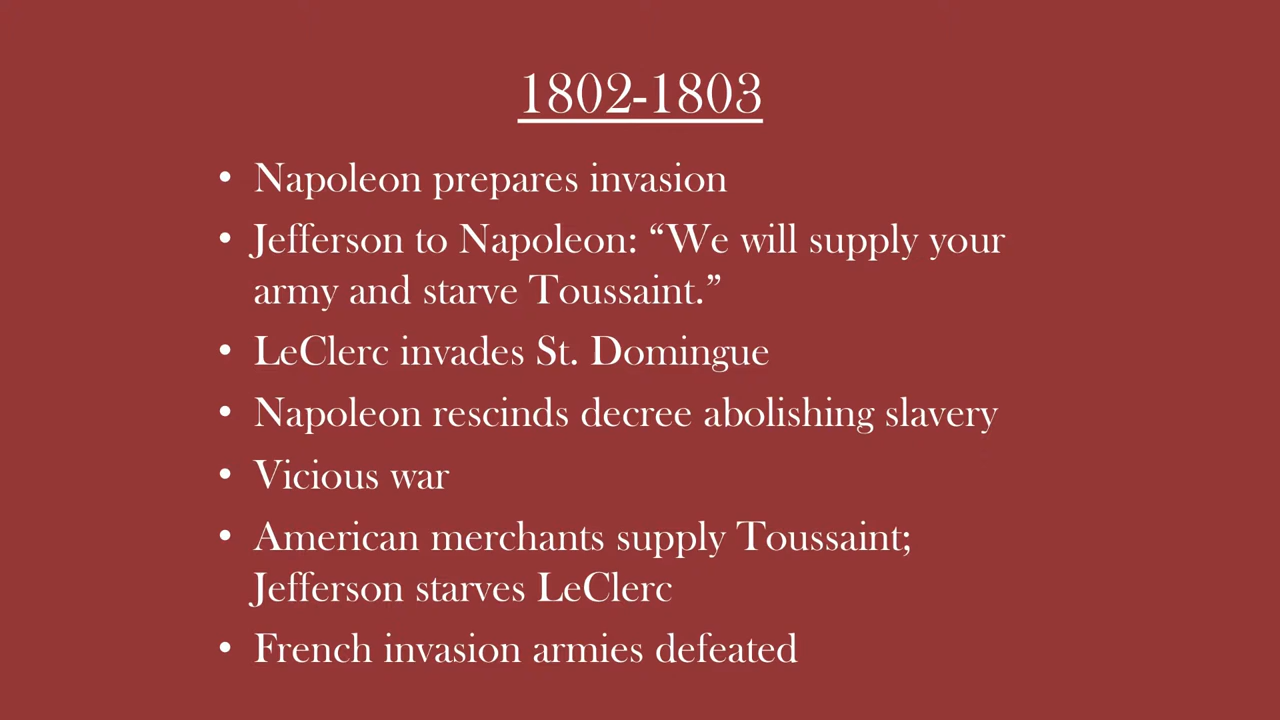 1802-1803
• Napoleon prepares invasion
• Jefferson to Napoleon: “We will supply your
army and starve Toussaint.”
• LeClerc invades St. Domingue
• Napoleon rescinds decree abolishing slavery
• Vicious war
• American merchants supply Toussaint;
Jefferson starves LeClerc
• French invasion armies defeated